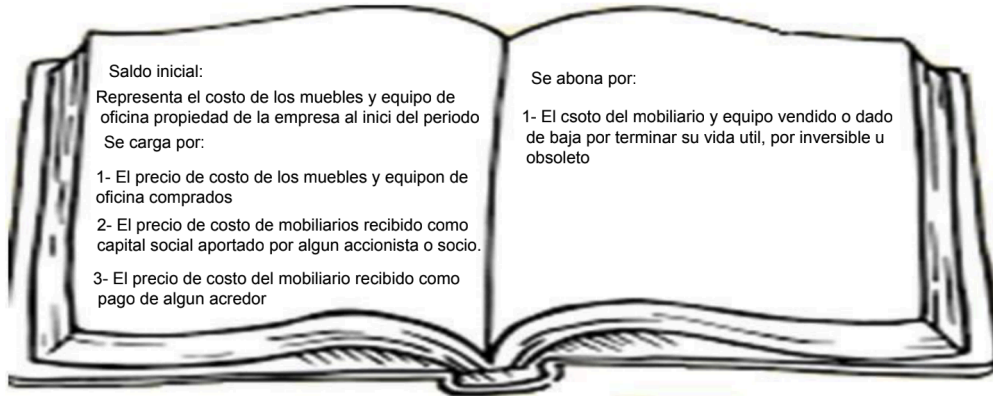 Saldo inicial:
Representa el costo de los muebles y equipo de
oficina propiedad de la empresa al inici del periodo
Se carga por:
1- El precio de costo de los muebles y equipon de
oficina comprados
2- El precio de costo de mobiliarios recibido como
capital social aportado por algun accionista o socio.
3- El precio de costo del mobiliario recibido como
pago de algun acredor
Se abona por:
1- El csoto del mobiliario y equipo vendido o dado
de baja por terminar su vida util, por inversible u
obsoleto